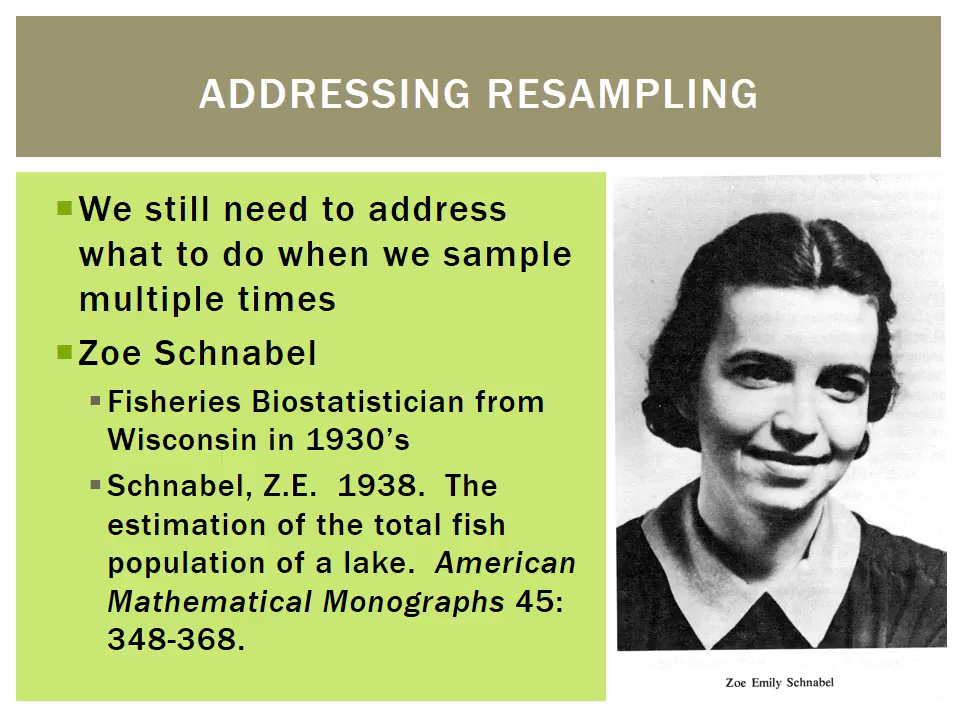 ADDRESSING RESAMPLING
We still need to address
what to do when we sample
multiple times
Zoe Schnabel
Fisheries Biostatistician from
Wisconsin in 1930’s
Schnabel, Z.E. 1938. The
estimation of the total fish
population of a lake. American
Mathematical Monographs 45:
348-368.
Zoe Emily Schnabel